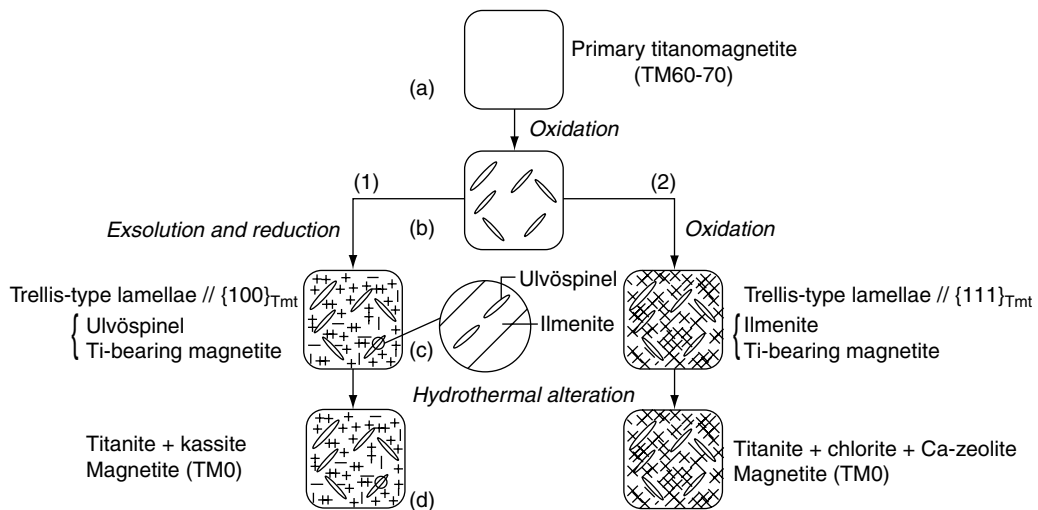 Primary titanomagnetite
(TM60-70)
(a)
Oxidation
(1)
(2)
Exsolution and reduction
(b)
Oxidation
Trellis-type lamellae // {100}Tmt
Ulvöspinel
Ti-bearing magnetite
Ulvöspinel
Ilmenite
(c)
Trellis-type lamellae // {111}Tmt
Ilmenite
Ti-bearing magnetite
Hydrothermal alteration
Titanite + kassite
Magnetite (TM0)
(d)
Titanite + chlorite + Ca-zeolite
Magnetite (TM0)